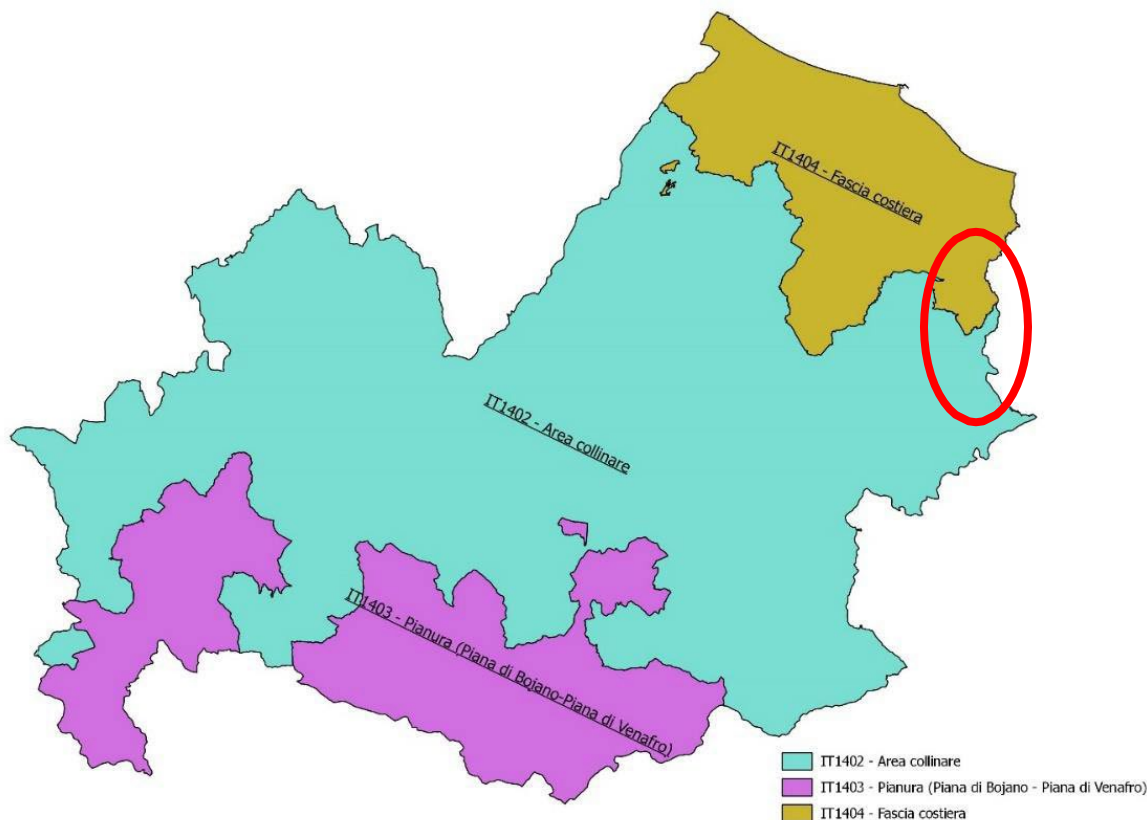 IT1404 - Fascia costiera
IT1402 - Area collinare
IT1403 - Pianura (Piana di Bojano-Piana di Venafro)
IT1402 - Area collinare
IT1403 - Pianura (Piana di Bojano - Piana di Venafro)
IT1404 - Fascia costiera